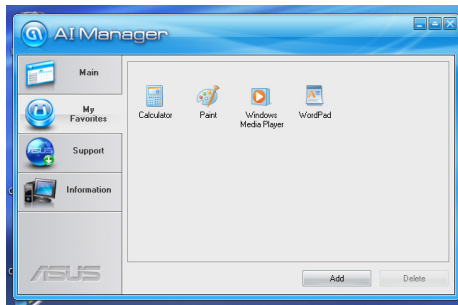 AI Manager
Main
My
Favorites
Support
Information
Calculator
Paint
Windows
Media Player
WordPad
Add
Delete
ASUS